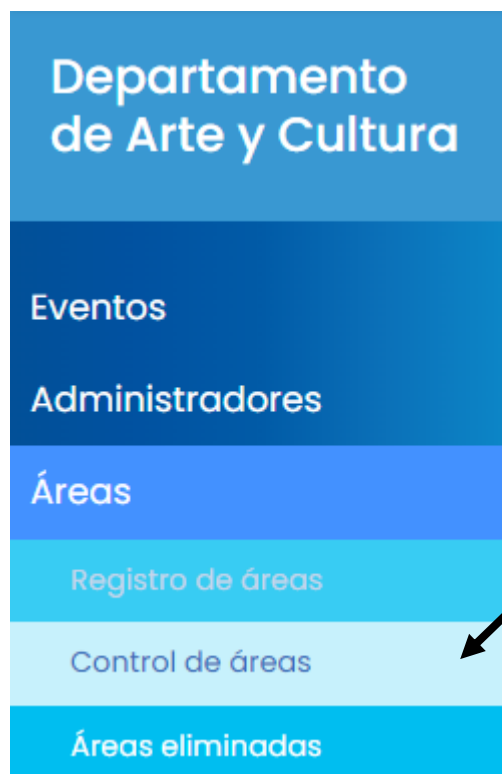 Departamento
de Arte y Cultura
Eventos
Administradores
Áreas
Registro de áreas
Control de áreas
Áreas eliminadas